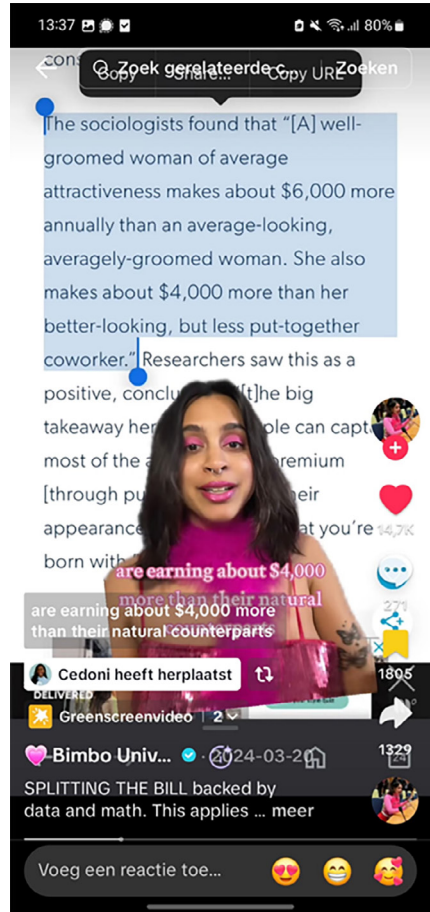 13:37
80%
cons
Zoek gerelateerde c... Zoeken
Copy Share... Copy URL
The sociologists found that “[A] well-
groomed woman of average
attractiveness makes about $6,000 more
annually than an average-looking,
averagely-groomed woman. She also
makes about $4,000 more than her
better-looking, but less put-together
coworker.” Researchers saw this as a
positive, conclu “[t]he big
takeaway her ple can capt
most of the a premium
[through pu heir
appearance at you're
born with
14,7K
are earning about $4,000
more than their natural
counterparts
are earning about $4,000 more
than their natural counterparts
271
Cedoni heeft herplaatst
1805
DELIVERED
Greenscreenvideo | 2
Bimbo Univ... · 2024-03-20
1329
24
SPLITTING THE BILL backed by
data and math. This applies ... meer
Voeg een reactie toe...